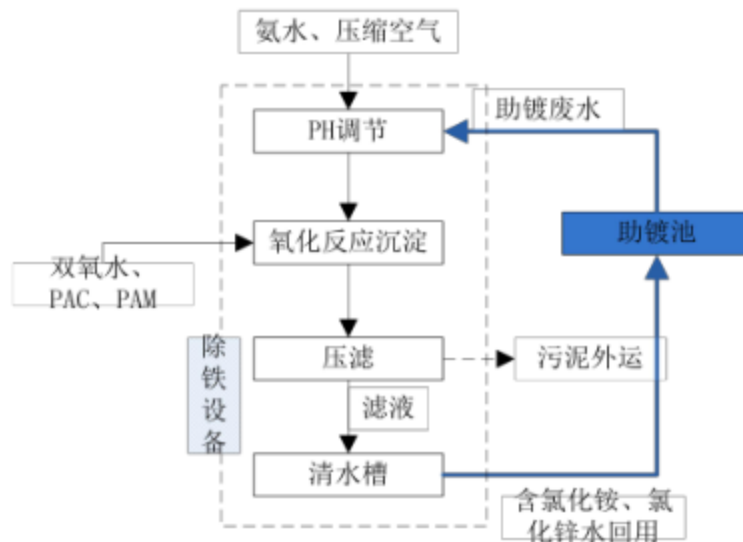 氨水、压缩空气
助镀废水
PH调节
助镀池
氧化反应沉淀
双氧水、
PAC、PAM
除
铁
设
备
压滤
污泥外运
滤液
清水槽
含氯化铵、氯
化锌水回用